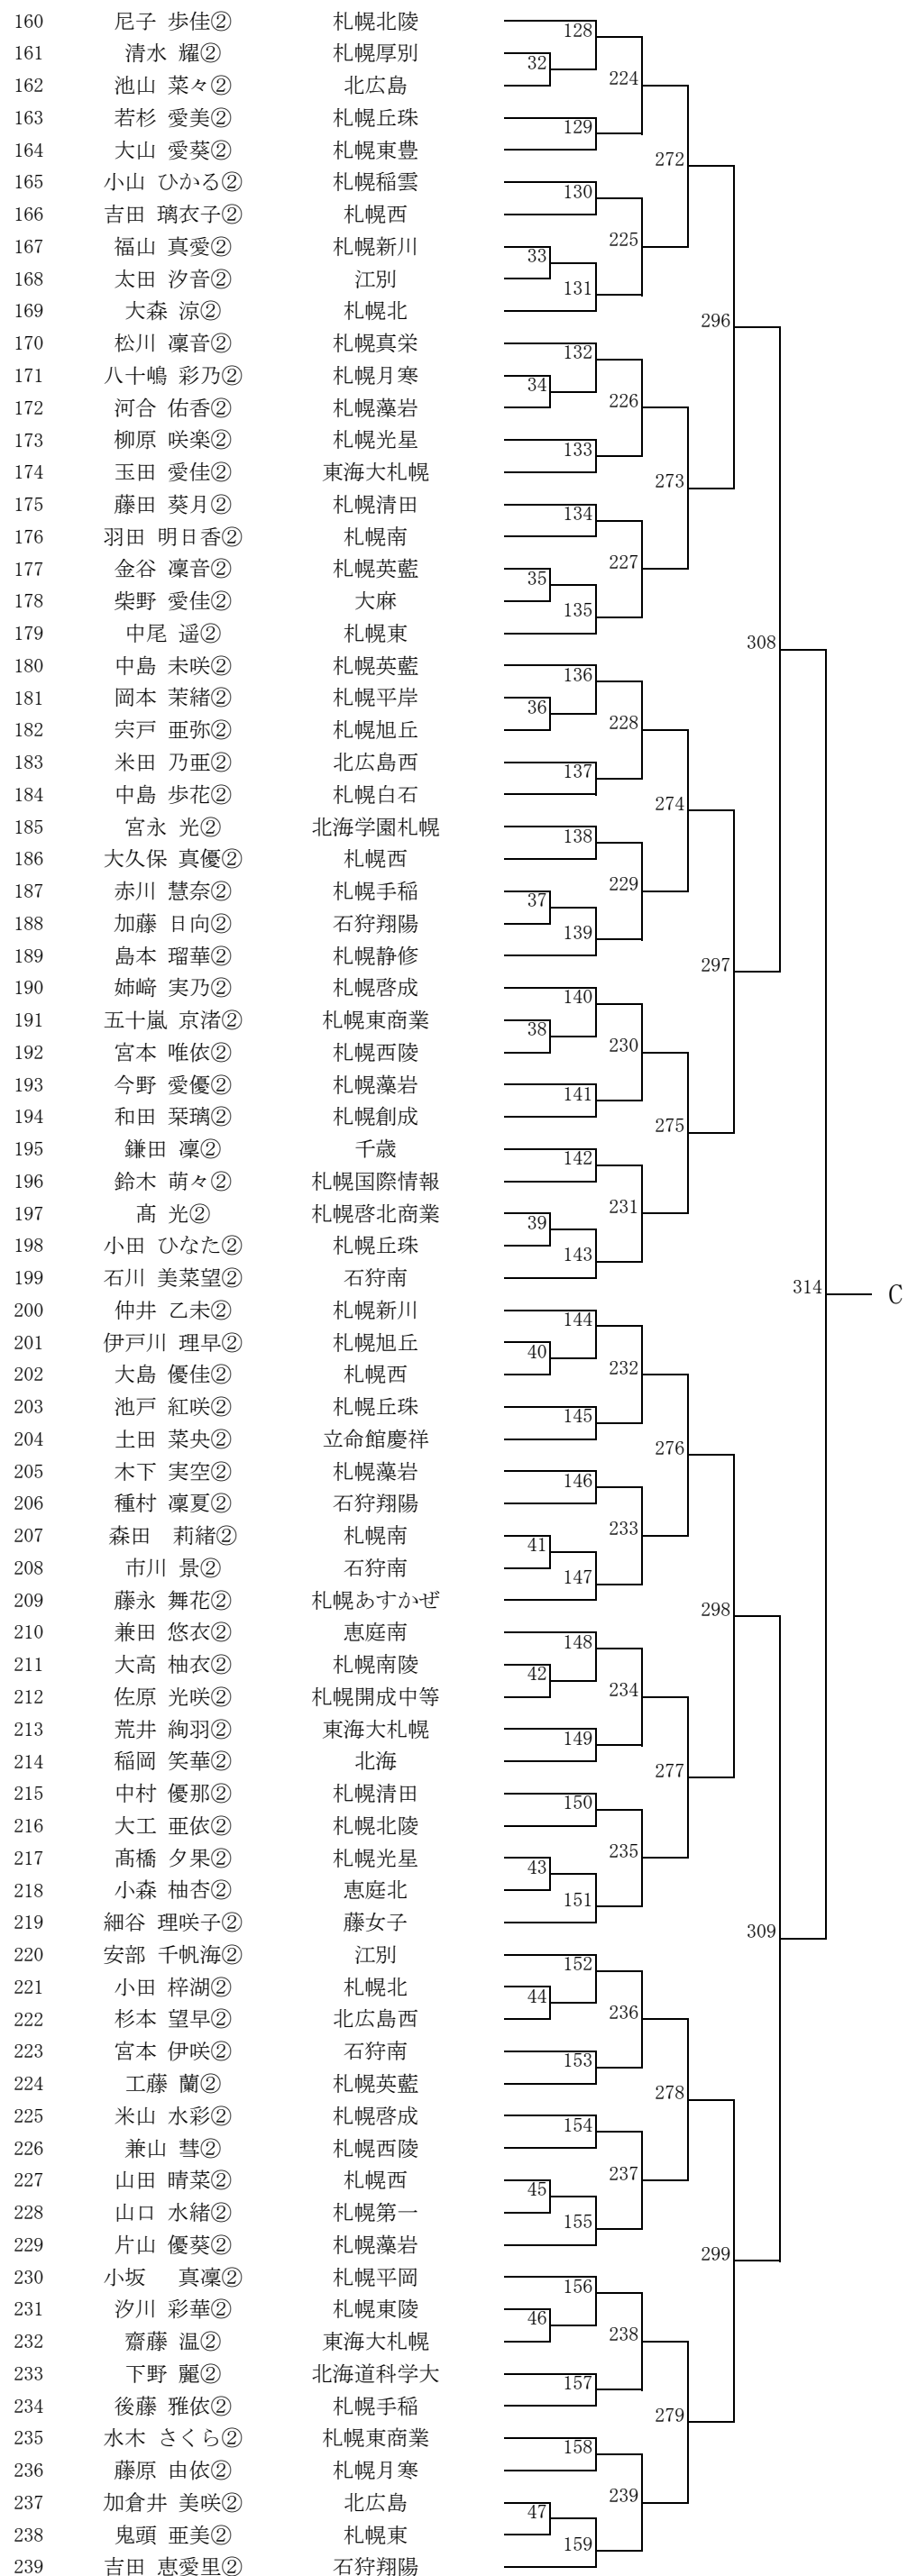 160 尼子 歩佳② 札幌北陵
128
161 清水 耀② 札幌厚別
32
162 池山 菜々② 北広島
224
163 若杉 愛美② 札幌丘珠
129
164 大山 愛葵② 札幌東豊
272
165 小山 ひかる② 札幌稲雲
130
166 吉田 璃衣子② 札幌西
225
167 福山 真愛② 札幌新川
33
168 太田 汐音② 江別
131
169 大森 涼② 札幌北
296
170 松川 凜音② 札幌真栄
132
171 八十嶋 彩乃② 札幌月寒
34
172 河合 佑香② 札幌藻岩
226
173 柳原 咲楽② 札幌光星
133
174 玉田 愛佳② 東海大札幌
273
175 藤田 葵月② 札幌清田
134
176 羽田 明日香② 札幌南
227
177 金谷 凜音② 札幌英藍
35
178 柴野 愛佳② 大麻
135
179 中尾 遥② 札幌東
308
180 中島 未咲② 札幌英藍
136
181 岡本 茉緒② 札幌平岸
36
182 宍戸 亜弥② 札幌旭丘
228
183 米田 乃亜② 北広島西
137
184 中島 歩花② 札幌白石
274
185 宮永 光② 北海学園札幌
138
186 大久保 真優② 札幌西
229
187 赤川 慧奈② 札幌手稲
37
188 加藤 日向② 石狩翔陽
139
189 島本 瑠華② 札幌静修
297
190 姉﨑 実乃② 札幌啓成
140
191 五十嵐 京渚② 札幌東商業
38
192 宮本 唯依② 札幌西陵
230
193 今野 愛優② 札幌藻岩
141
194 和田 栞璃② 札幌創成
275
195 鎌田 凜② 千歳
142
196 鈴木 萌々② 札幌国際情報
231
197 髙 光② 札幌啓北商業
39
198 小田 ひなた② 札幌丘珠
143
199 石川 美菜望② 石狩南
314 C
200 仲井 乙未② 札幌新川
144
201 伊戸川 理早② 札幌旭丘
40
202 大島 優佳② 札幌西
232
203 池戸 紅咲② 札幌丘珠
145
204 土田 菜央② 立命館慶祥
276
205 木下 実空② 札幌藻岩
146
206 種村 凜夏② 石狩翔陽
233
207 森田 莉緒② 札幌南
41
208 市川 景② 石狩南
147
209 藤永 舞花② 札幌あすかぜ
298
210 兼田 悠衣② 恵庭南
148
211 大高 柚衣② 札幌南陵
42
212 佐原 光咲② 札幌開成中等
234
213 荒井 絢羽② 東海大札幌
149
214 稲岡 笑華② 北海
277
215 中村 優那② 札幌清田
150
216 大工 亜依② 札幌北陵
235
217 髙橋 夕果② 札幌光星
43
218 小森 柚杏② 恵庭北
151
219 細谷 理咲子② 藤女子
309
220 安部 千帆海② 江別
152
221 小田 梓湖② 札幌北
44
222 杉本 望早② 北広島西
236
223 宮本 伊咲② 石狩南
153
224 工藤 蘭② 札幌英藍
278
225 米山 水彩② 札幌啓成
154
226 兼山 彗② 札幌西陵
237
227 山田 晴菜② 札幌西
45
228 山口 水緒② 札幌第一
155
229 片山 優葵② 札幌藻岩
299
230 小坂 真凜② 札幌平岡
156
231 汐川 彩華② 札幌東陵
46
232 齋藤 温② 東海大札幌
238
233 下野 麗② 北海道科学大
157
234 後藤 雅依② 札幌手稲
279
235 水木 さくら② 札幌東商業
158
236 藤原 由依② 札幌月寒
239
237 加倉井 美咲② 北広島
47
238 鬼頭 亜美② 札幌東
159
239 吉田 恵愛里② 石狩翔陽